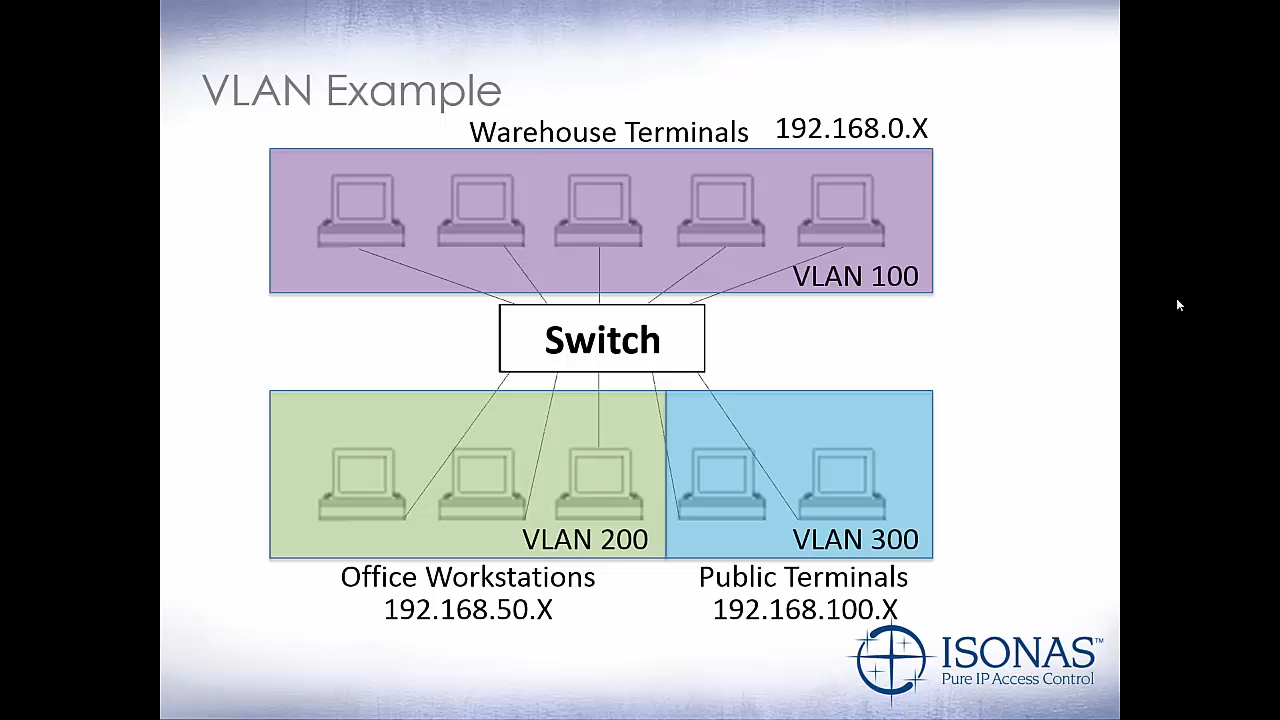 VLAN Example
Warehouse Terminals 192.168.0.X
VLAN 100
Switch
VLAN 200 VLAN 300
Office Workstations Public Terminals
192.168.50.X 192.168.100.X
ISONAS™
Pure IP Access Control